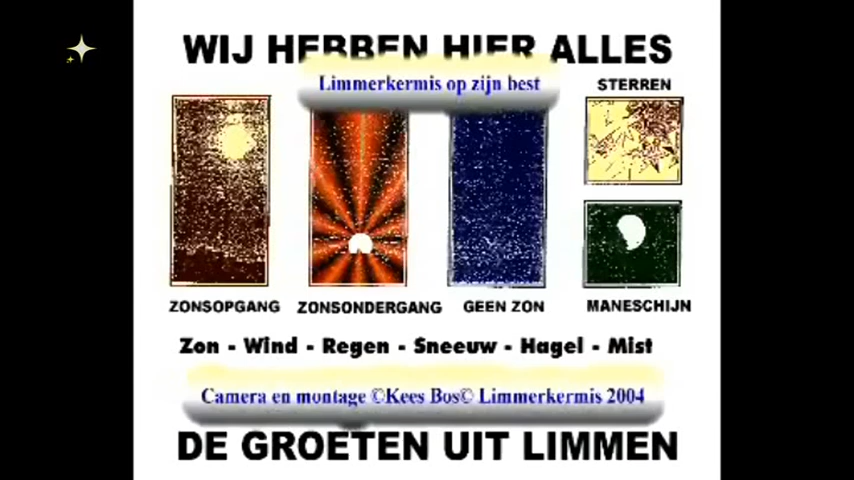 WIJ HEBBEN HIER ALLES
Limmerkermis op zijn best
STERREN
ZONSOPGANG
ZONSONDERGANG
GEEN ZON
MANESCHIJN
Zon - Wind - Regen - Sneeuw - Hagel - Mist
Camera en montage ©Kees Bos© Limmerkermis 2004
DE GROETEN UIT LIMMEN